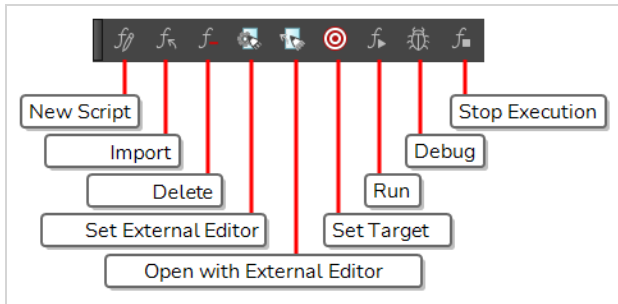 New Script
Stop Execution
Import
Debug
Delete
Run
Set External Editor
Set Target
Open with External Editor